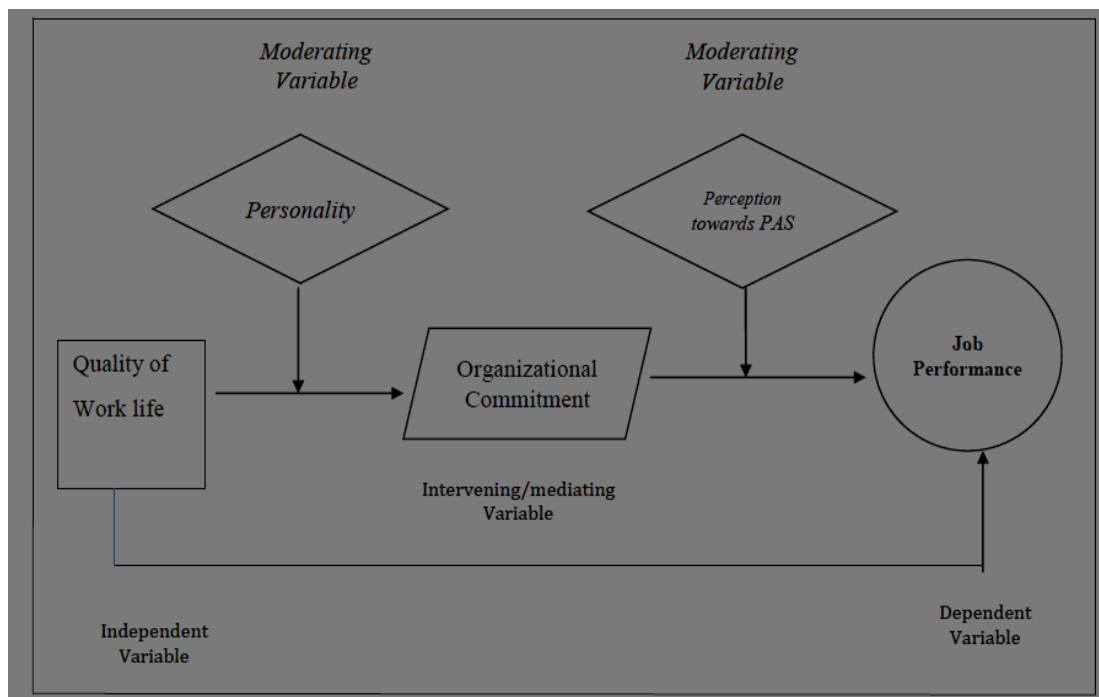 Moderating
Variable
Moderating
Variable
Personality
Perception
towards PAS
Quality of
Work life
Organizational
Commitment
Job
Performance
Intervening/mediating
Variable
Independent
Variable
Dependent
Variable